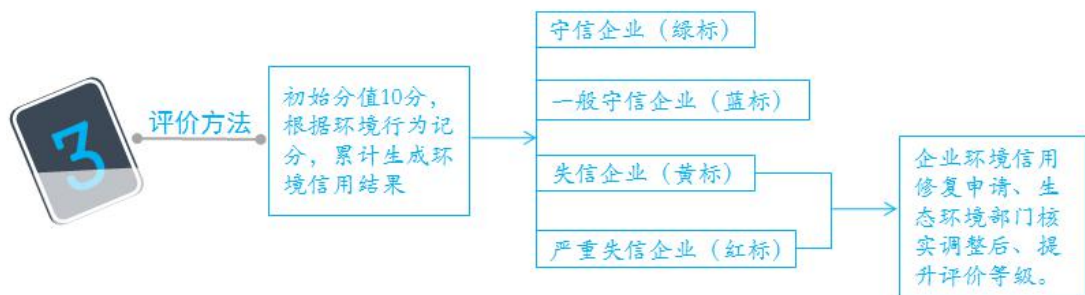 3
评价方法
初始分值10分，
根据环境行为记
分，累计生成环
境信用结果
守信企业（绿标）
一般守信企业（蓝标）
失信企业（黄标）
严重失信企业（红标）
企业环境信用
修复申请、生
态环境部门核
实调整后、提
升评价等级。